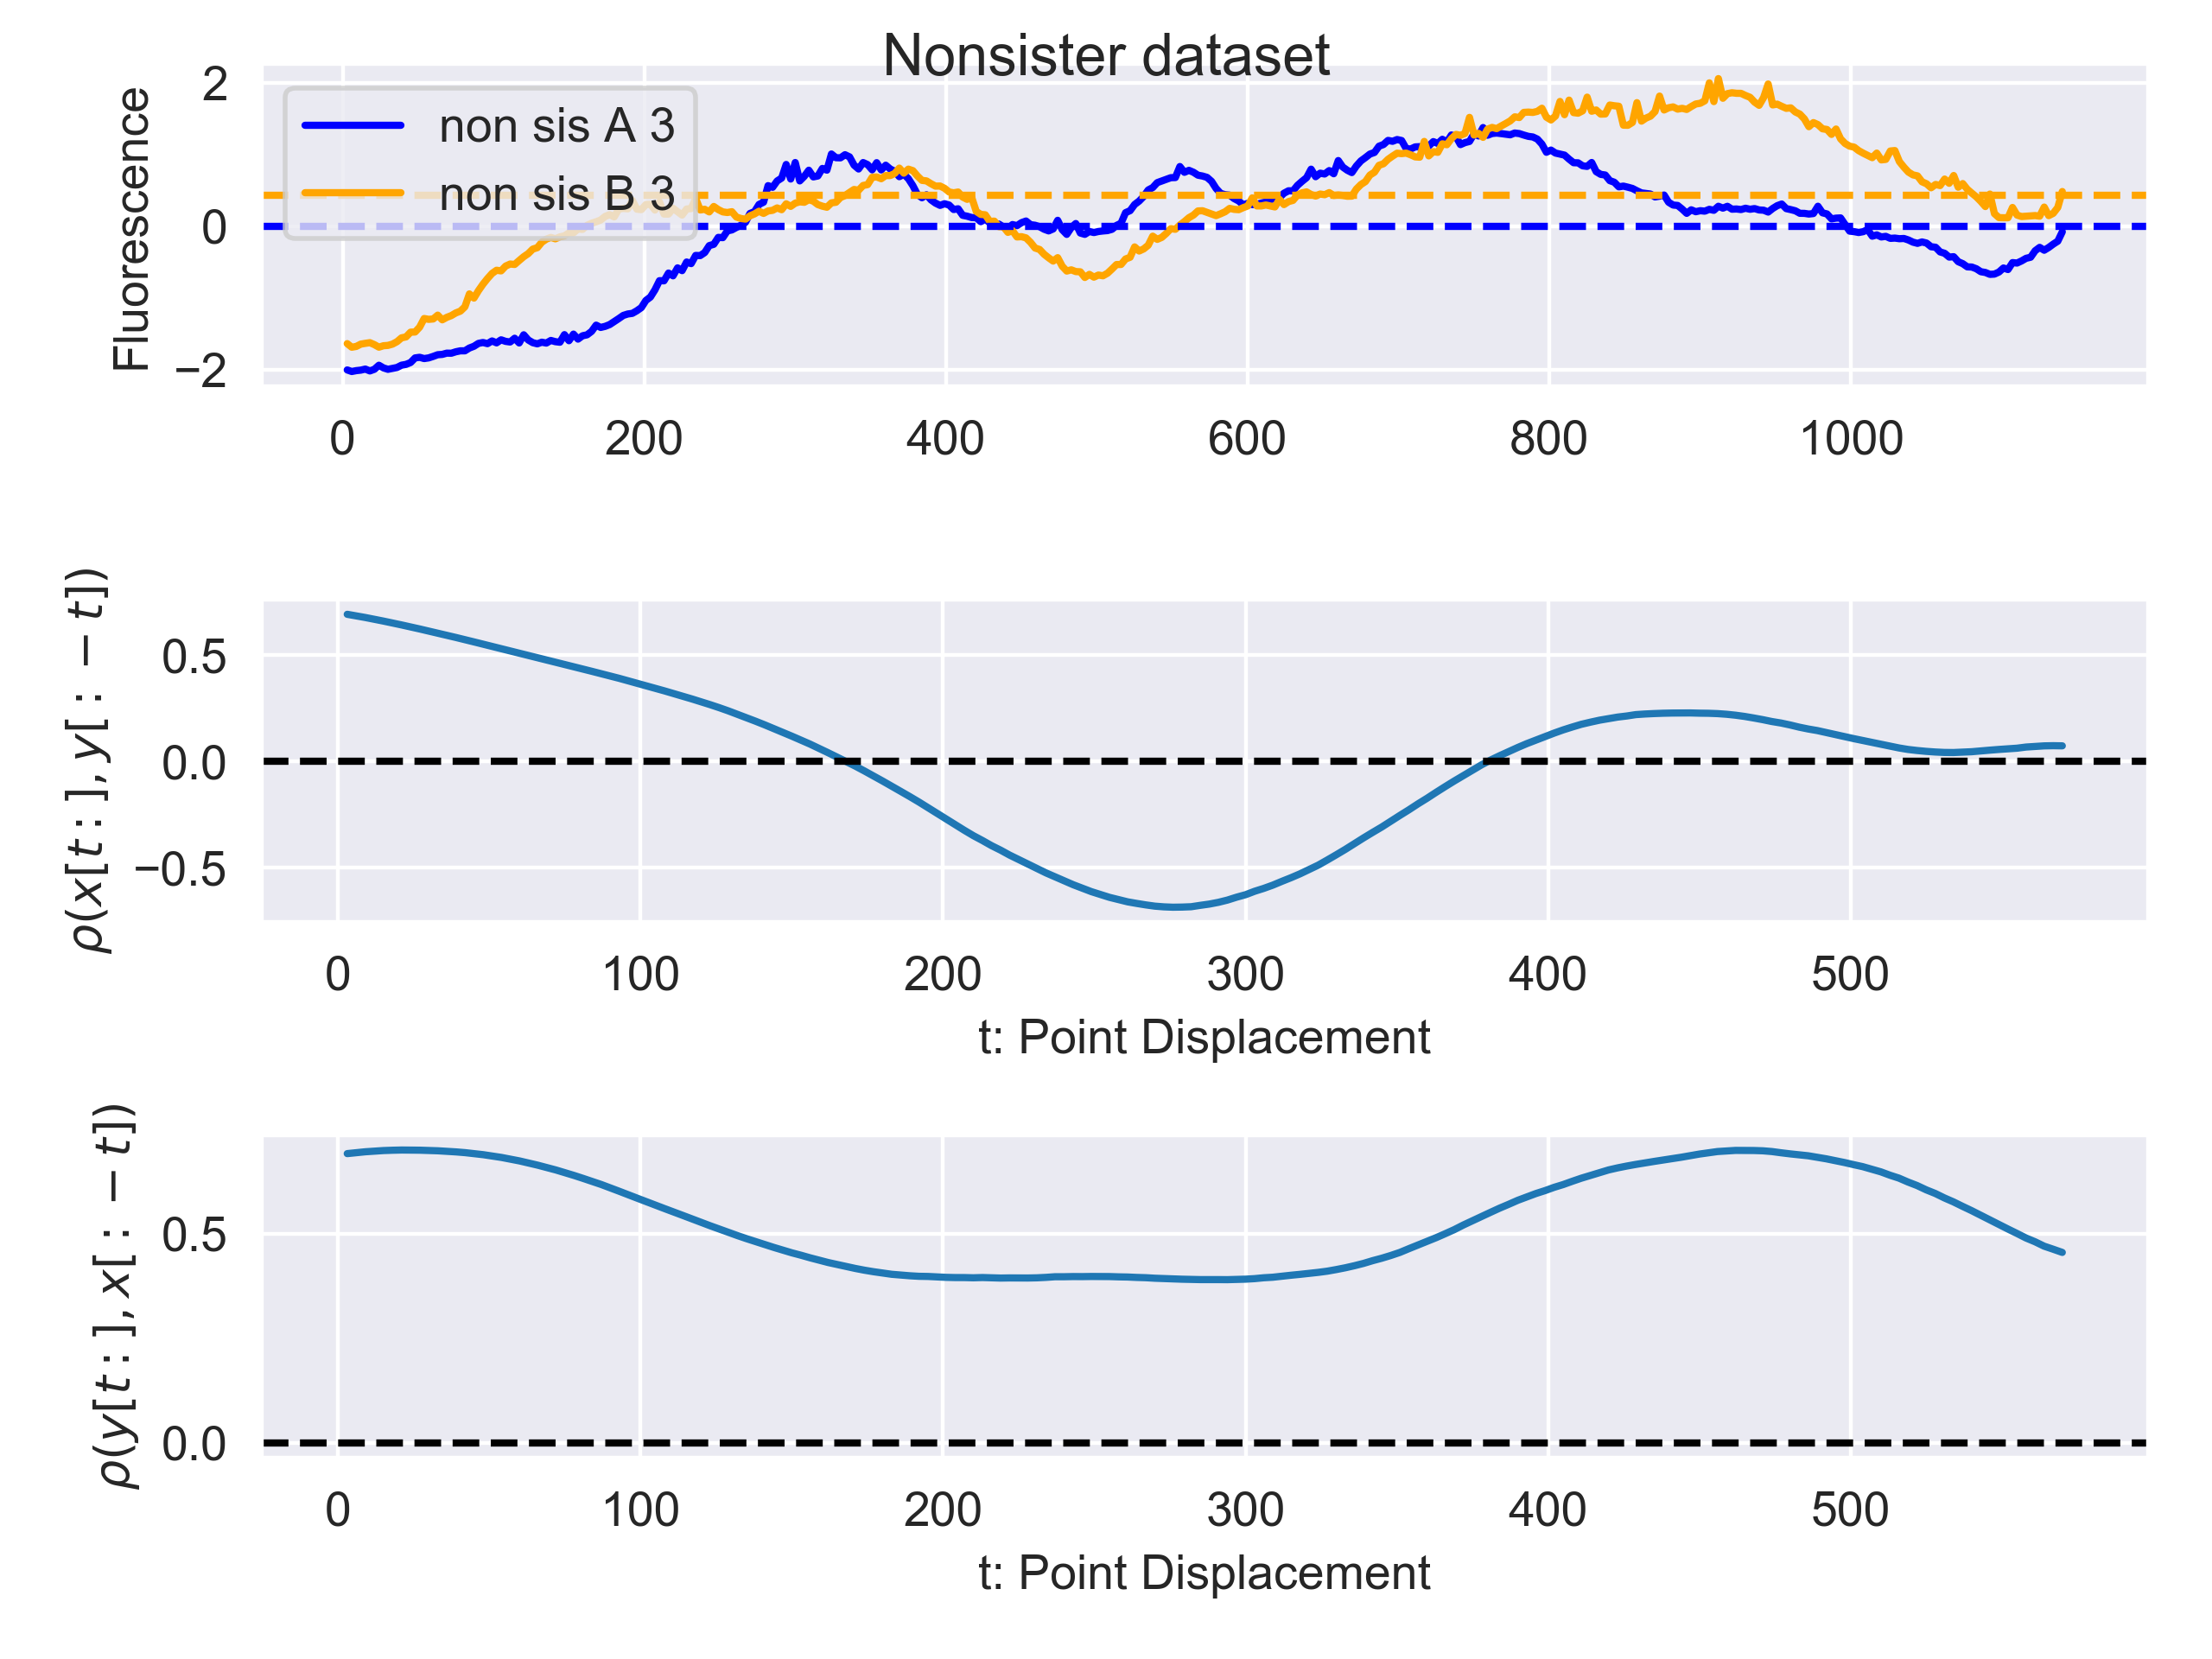 Nonsister dataset
Fluorescence
2
0
−2
non sis A 3
non sis B 3
0 200 400 600 800 1000
ρ(x[t:], y[: − t])
0.5
0.0
−0.5
0 100 200 300 400 500
t: Point Displacement
ρ(y[t:], x[: − t])
0.5
0.0
0 100 200 300 400 500
t: Point Displacement